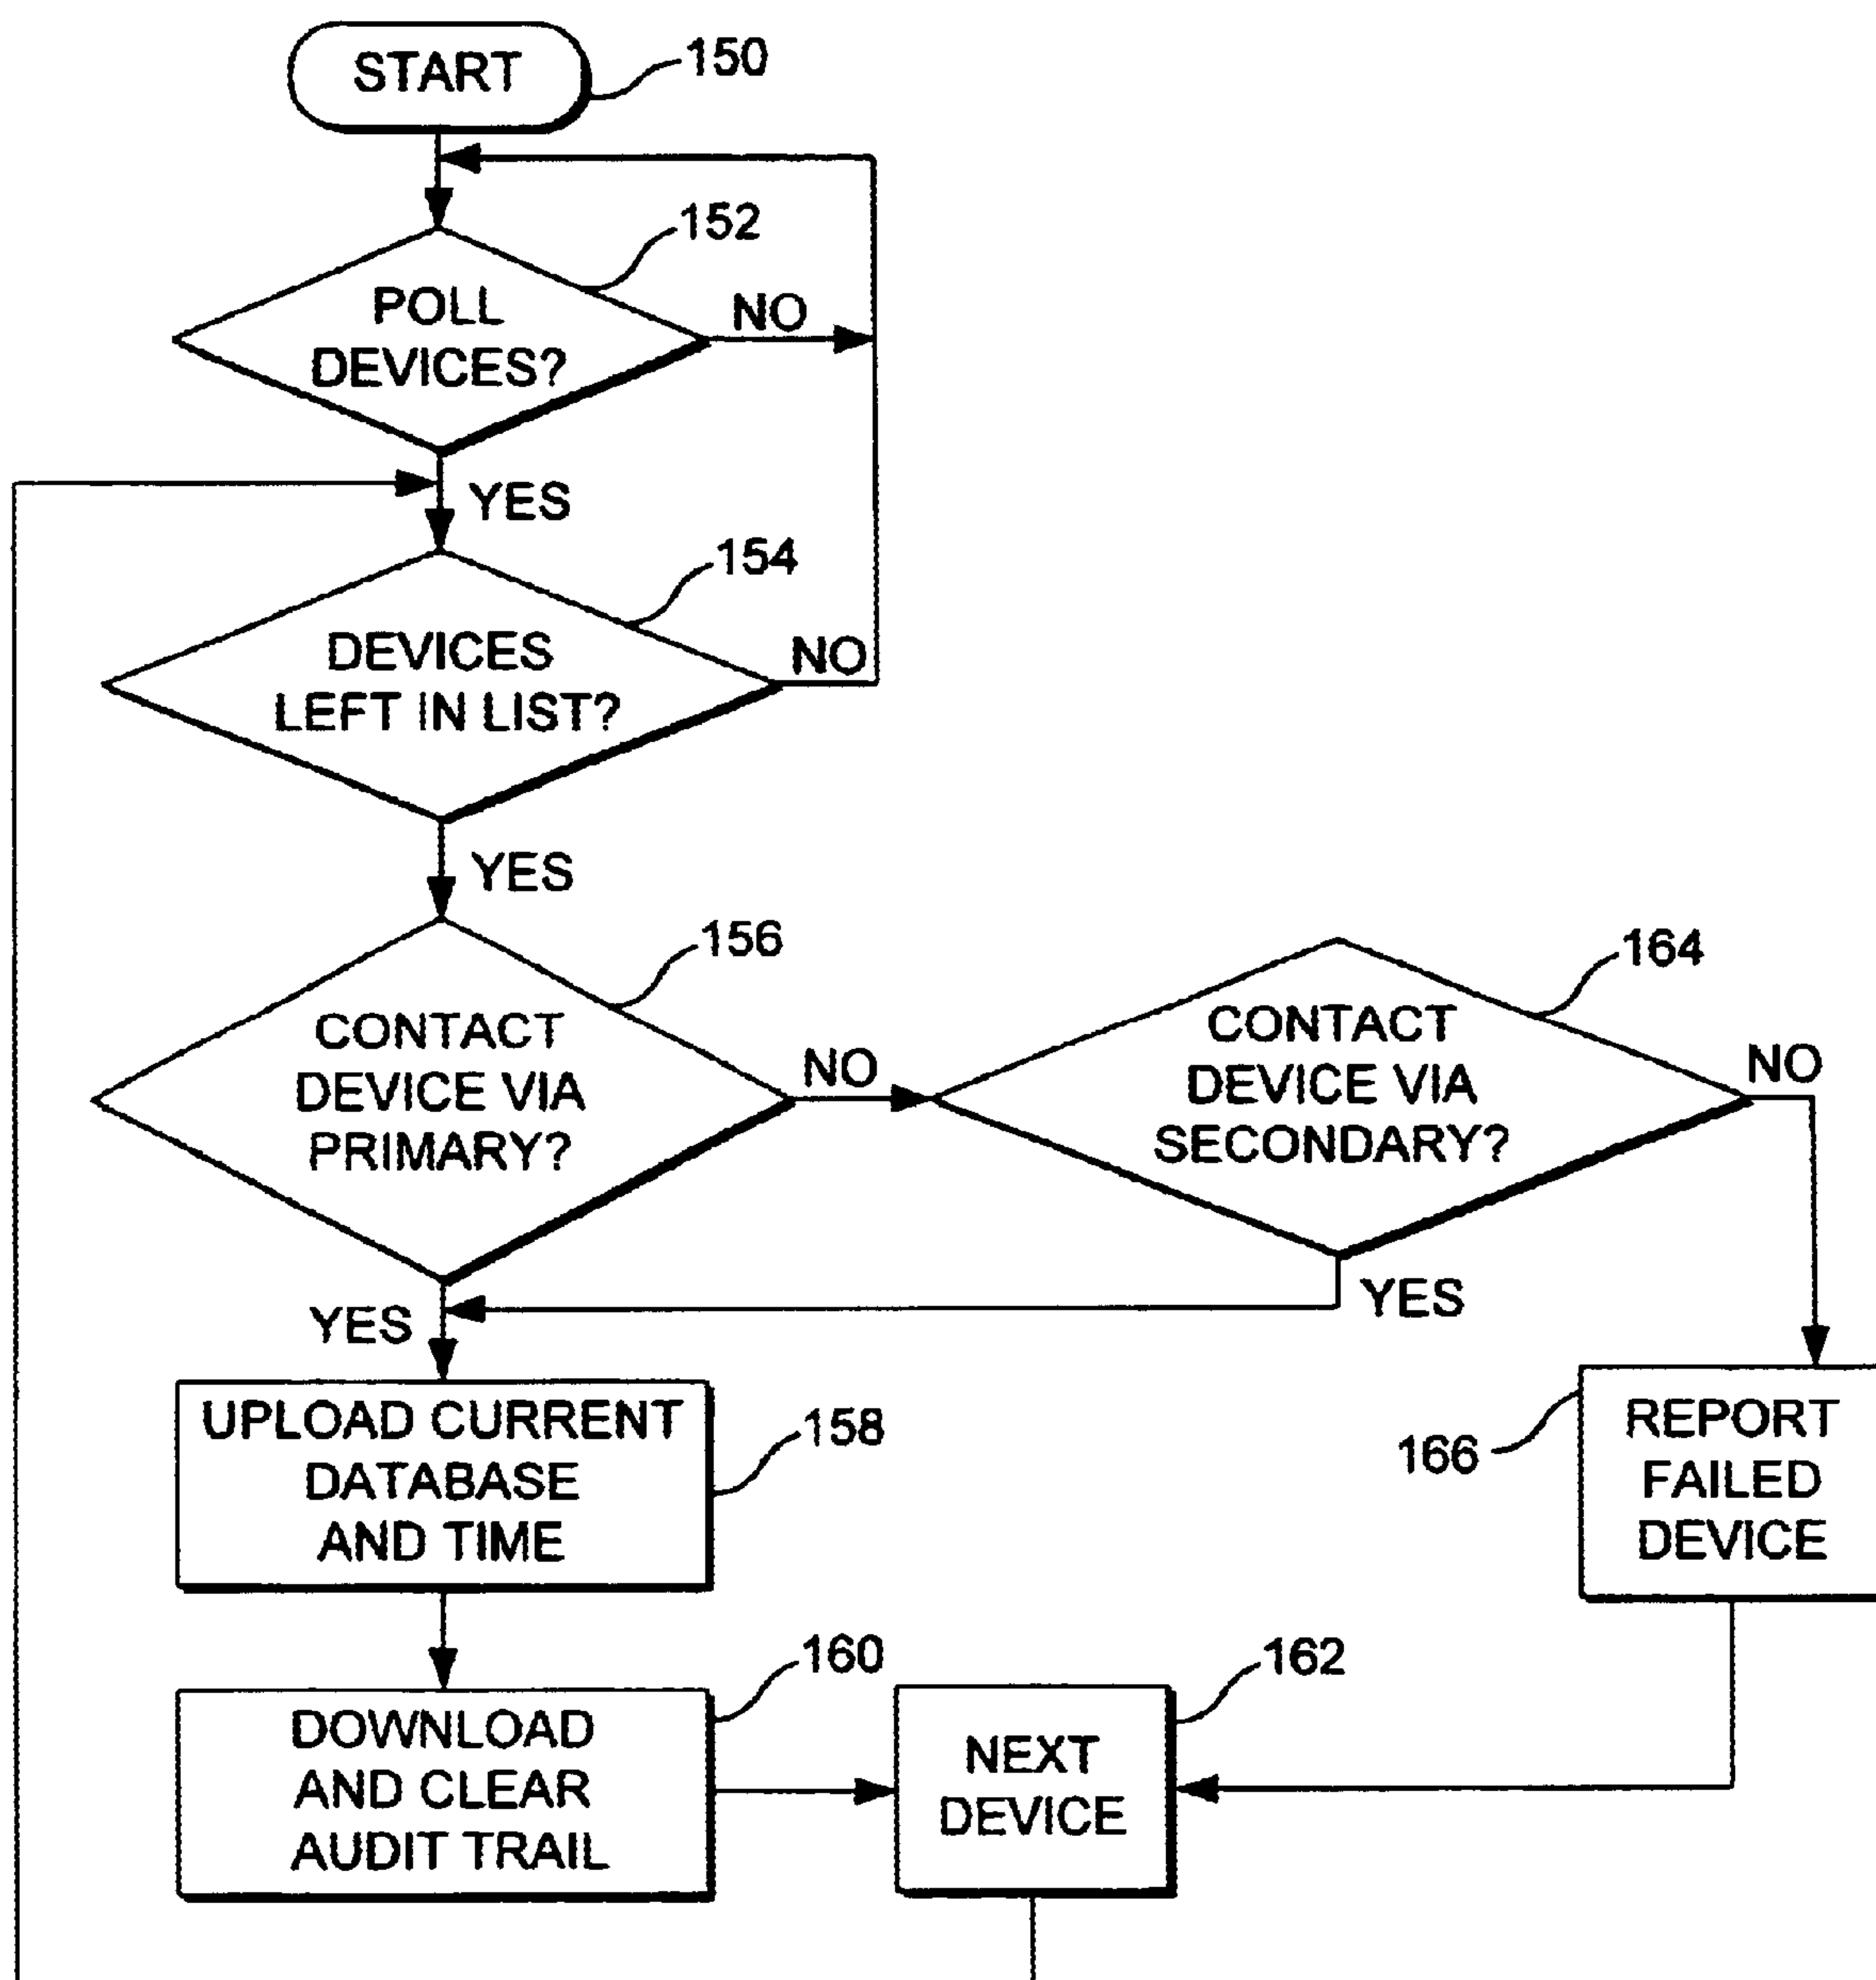 START
150
152
POLL
DEVICES?
NO
YES
154
DEVICES
LEFT IN LIST?
NO
YES
156
CONTACT
DEVICE VIA
PRIMARY?
NO
164
CONTACT
DEVICE VIA
SECONDARY?
NO
YES
YES
UPLOAD CURRENT
DATABASE
AND TIME
158
166
REPORT
FAILED
DEVICE
160
DOWNLOAD
AND CLEAR
AUDIT TRAIL
162
NEXT
DEVICE